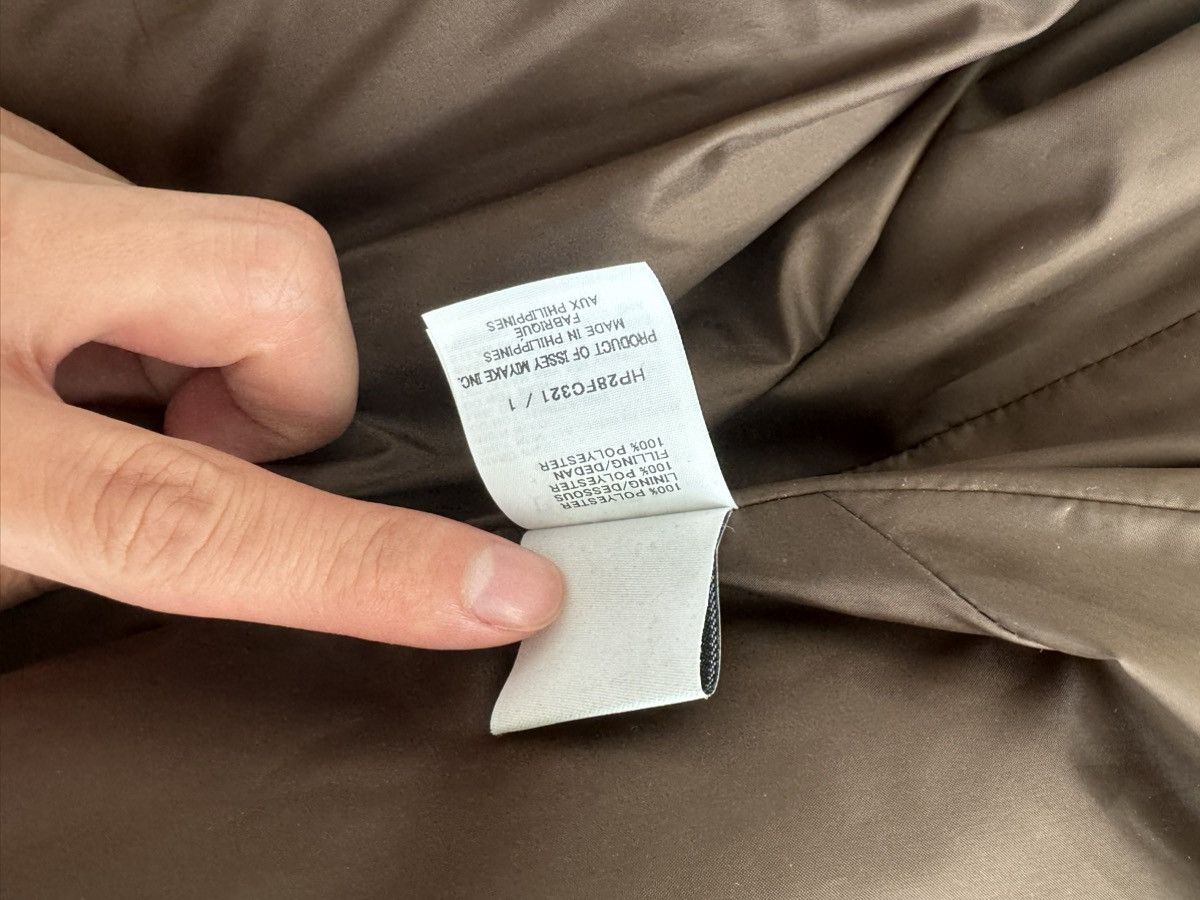 100% POLYESTER
LINING/DESSOUS
100% POLYESTER
FILLING/DEDAN
100% POLYESTER
HP28FC321 / 1
PRODUCT OF ISSEY MIYAKE INC.
MADE IN PHILIPPINES
FABRIQUE
AUX PHILIPPINES